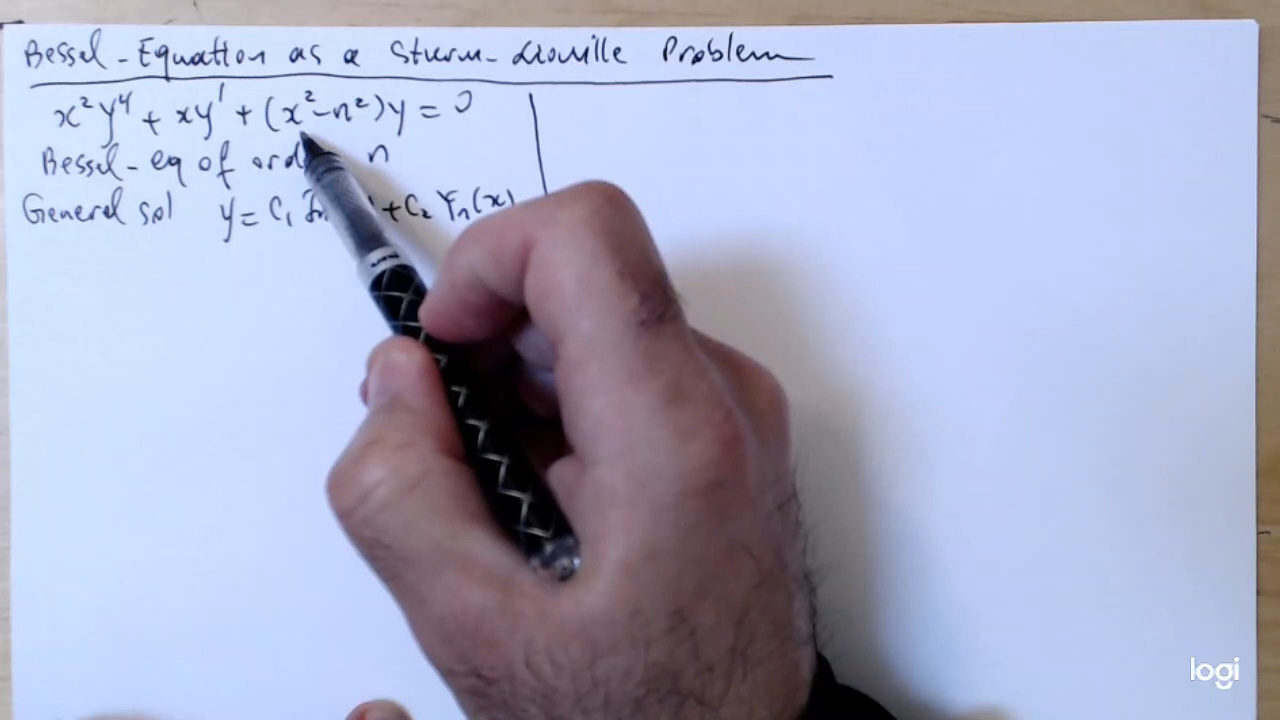 Bessel-Equation as a Sturm-Liouville Problem
x²y" + xy' + (x²-n²)y = 0
Bessel-eq of n
General sol y = C₁ + C₂ Yₙ(x)
logi